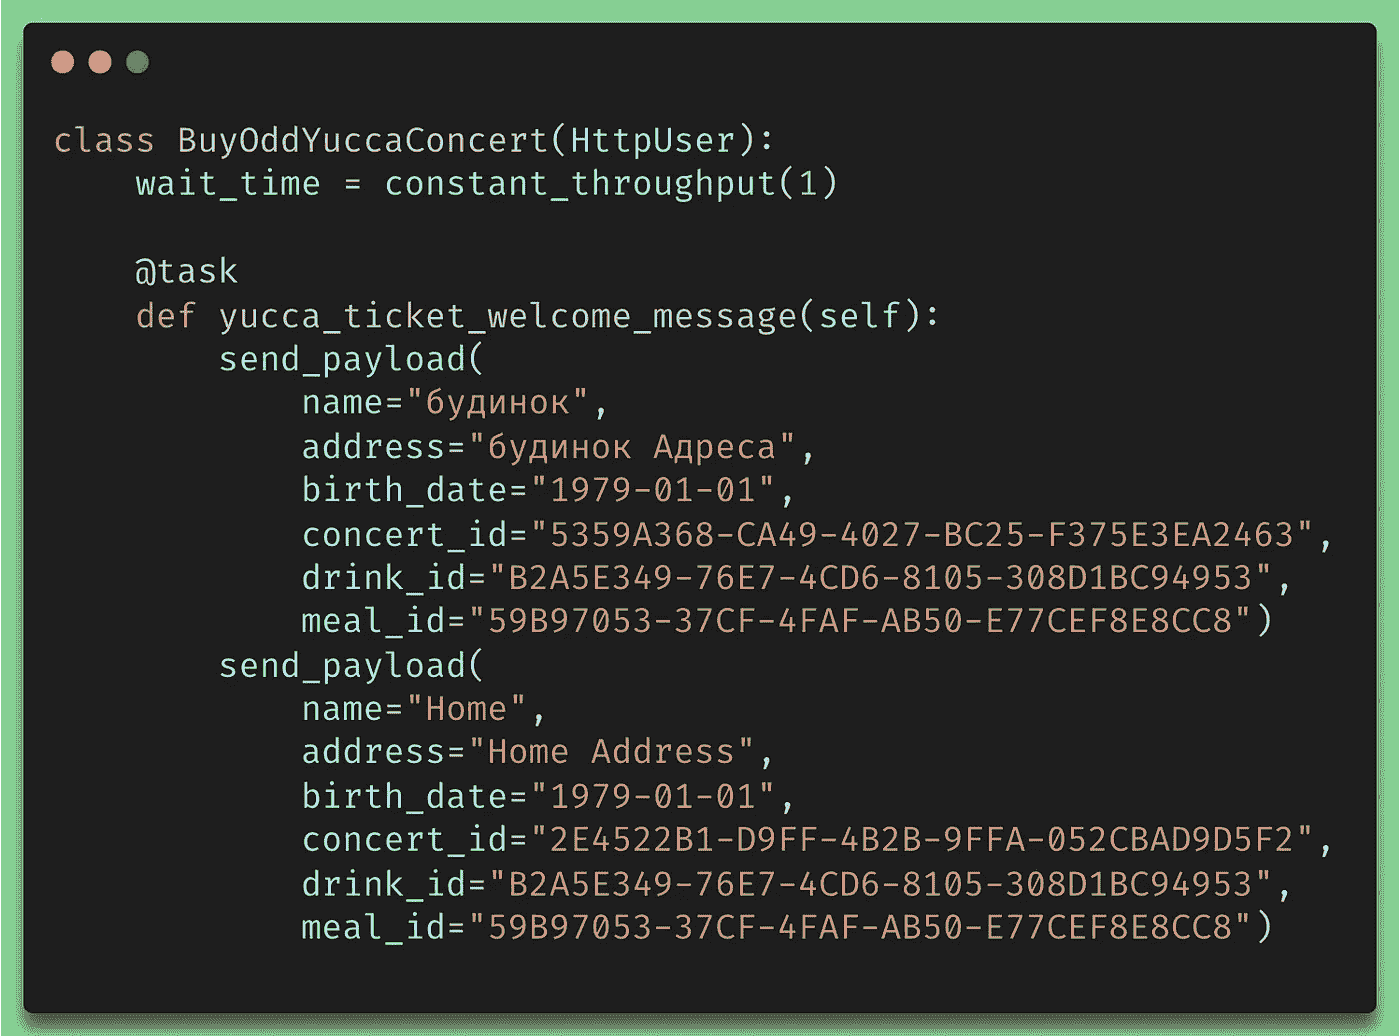 class BuyOddYuccaConcert(HttpUser):
    wait_time = constant_throughput(1)

    @task
    def yucca_ticket_welcome_message(self):
        send_payload(
            name="будинок",
            address="будинок Адреса",
            birth_date="1979-01-01",
            concert_id="5359A368-CA49-4027-BC25-F375E3EA2463",
            drink_id="B2A5E349-76E7-4CD6-8105-308D1BC94953",
            meal_id="59B97053-37CF-4FAF-AB50-E77CEF8E8CC8")
        send_payload(
            name="Home",
            address="Home Address",
            birth_date="1979-01-01",
            concert_id="2E4522B1-D9FF-4B2B-9FFA-052CBAD9D5F2",
            drink_id="B2A5E349-76E7-4CD6-8105-308D1BC94953",
            meal_id="59B97053-37CF-4FAF-AB50-E77CEF8E8CC8")